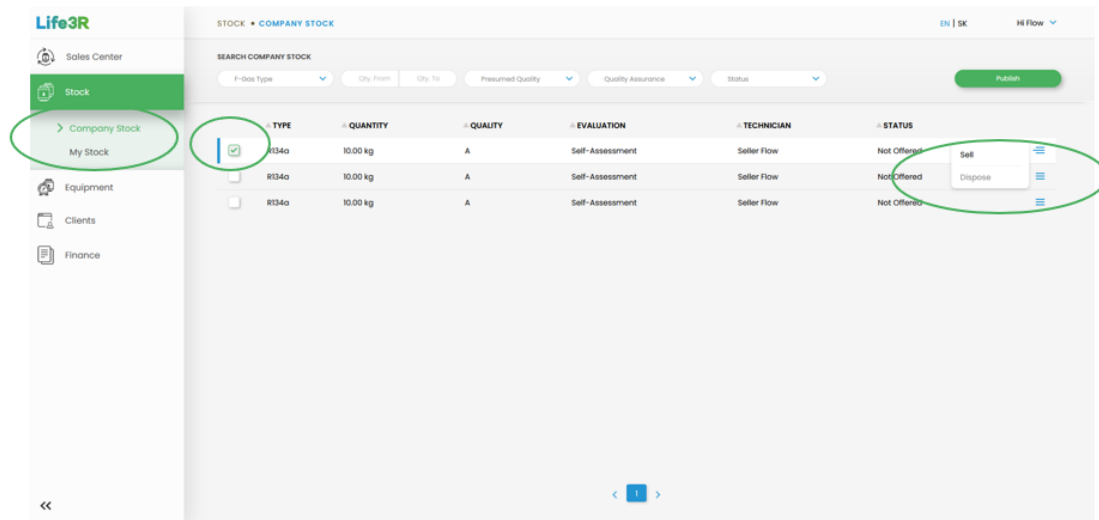 Life3R
STOCK • COMPANY STOCK
EN | SK
Hi Flow
Sales Center
Stock
Company Stock
My Stock
Equipment
Clients
Finance
SEARCH COMPANY STOCK
F-Gas Type
Qty. From
Qty. To
Presumed Quality
Quality Assurance
Status
Publish
TYPE QUANTITY QUALITY EVALUATION TECHNICIAN STATUS
R134a 10.00 kg A Self-Assessment Seller Flow Not Offered
R134a 10.00 kg A Self-Assessment Seller Flow Not Offered
R134a 10.00 kg A Self-Assessment Seller Flow Not Offered
Sell
Dispose
1